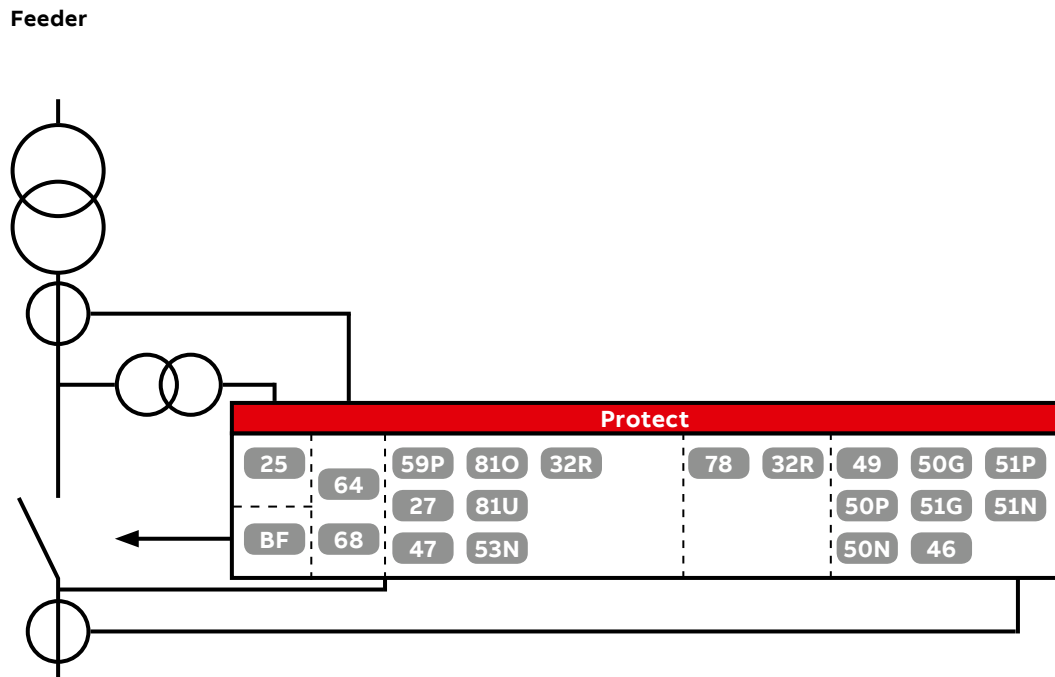 Feeder
Protect
25
BF
64
68
59P 81O 32R
27 81U
47 53N
78 32R
49 50G 51P
50P 51G 51N
50N 46